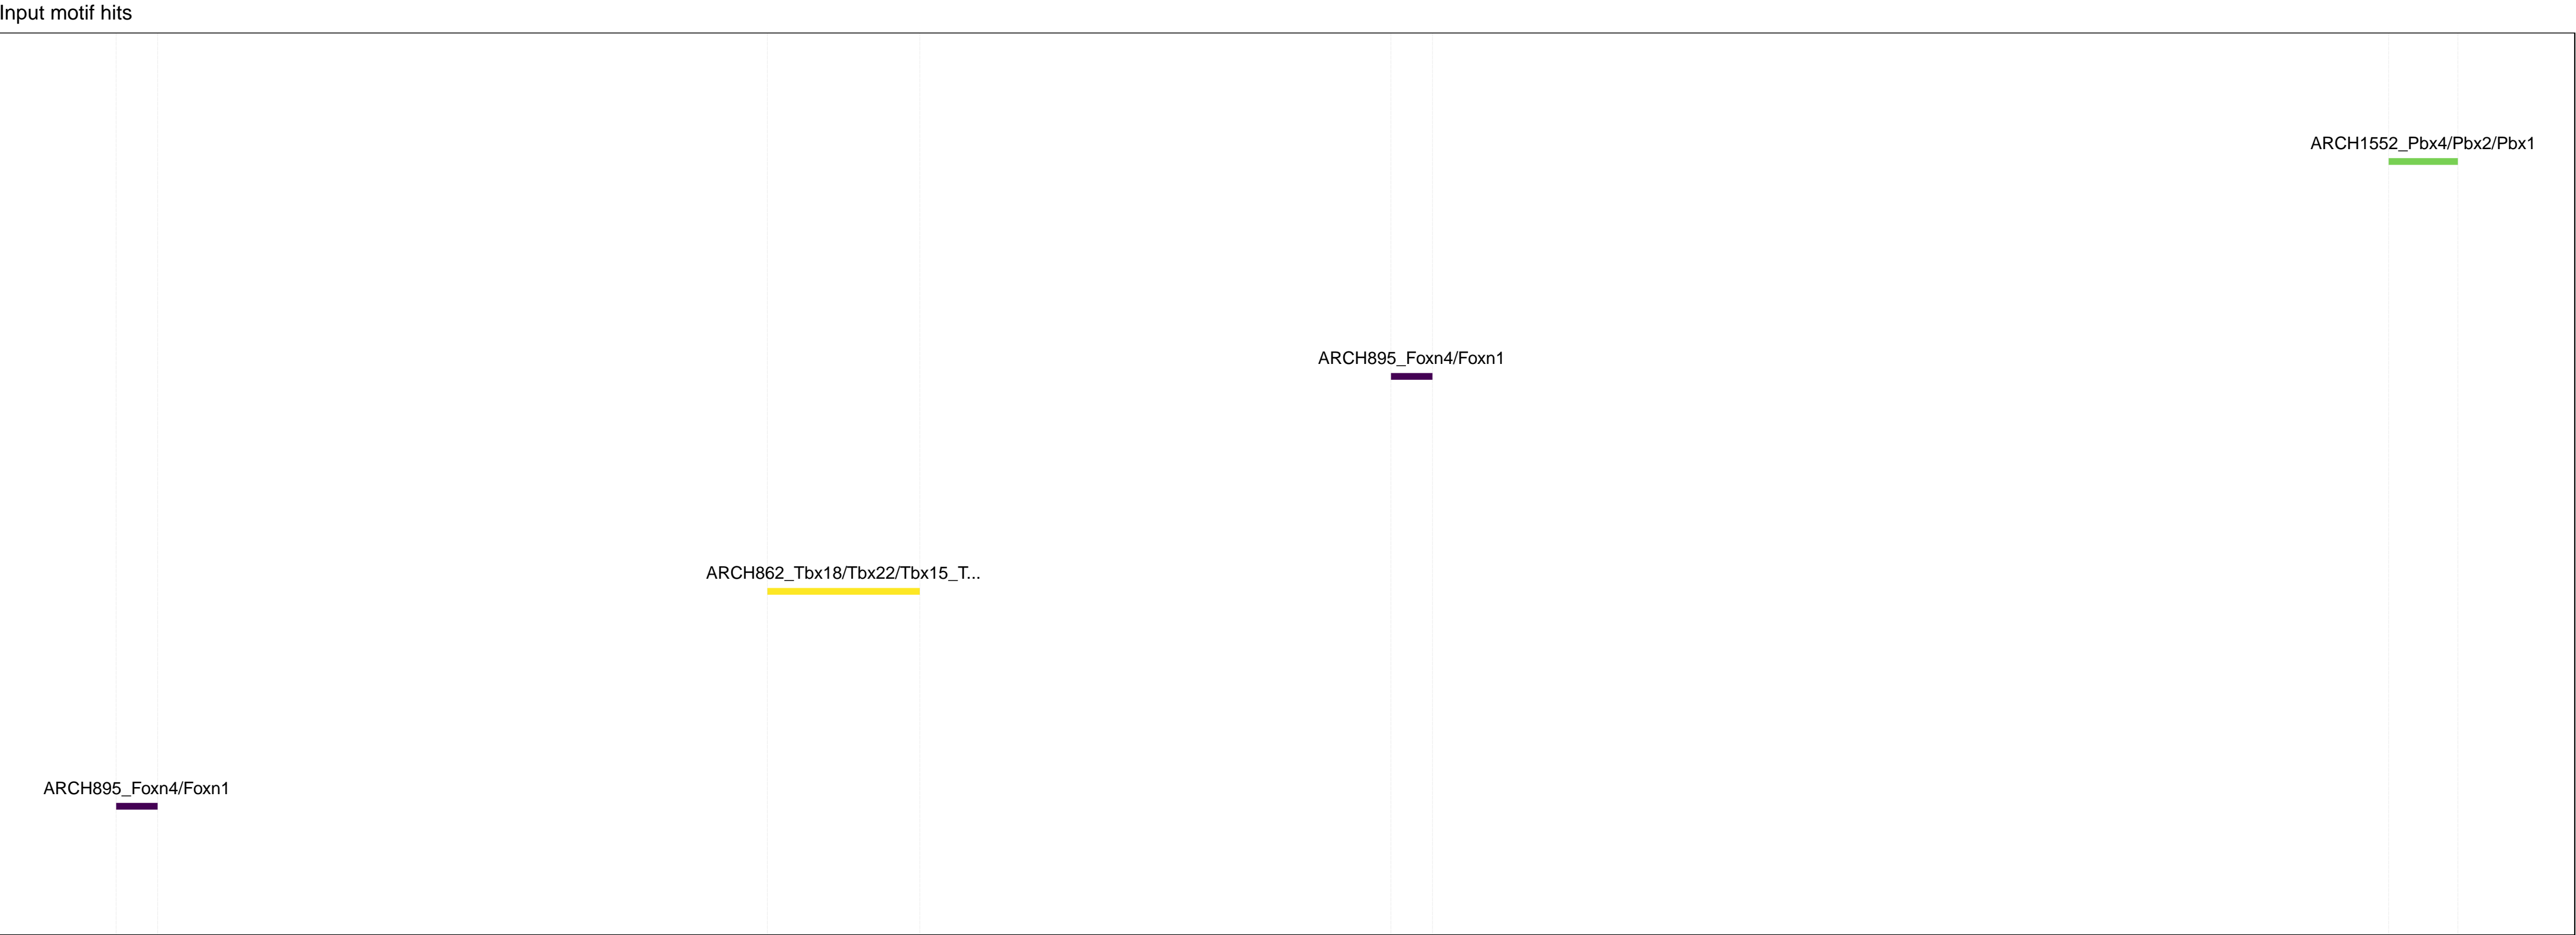 Input motif hits
ARCH1552_Pbx4/Pbx2/Pbx1
ARCH895_Foxn4/Foxn1
ARCH862_Tbx18/Tbx22/Tbx15_T...
ARCH895_Foxn4/Foxn1